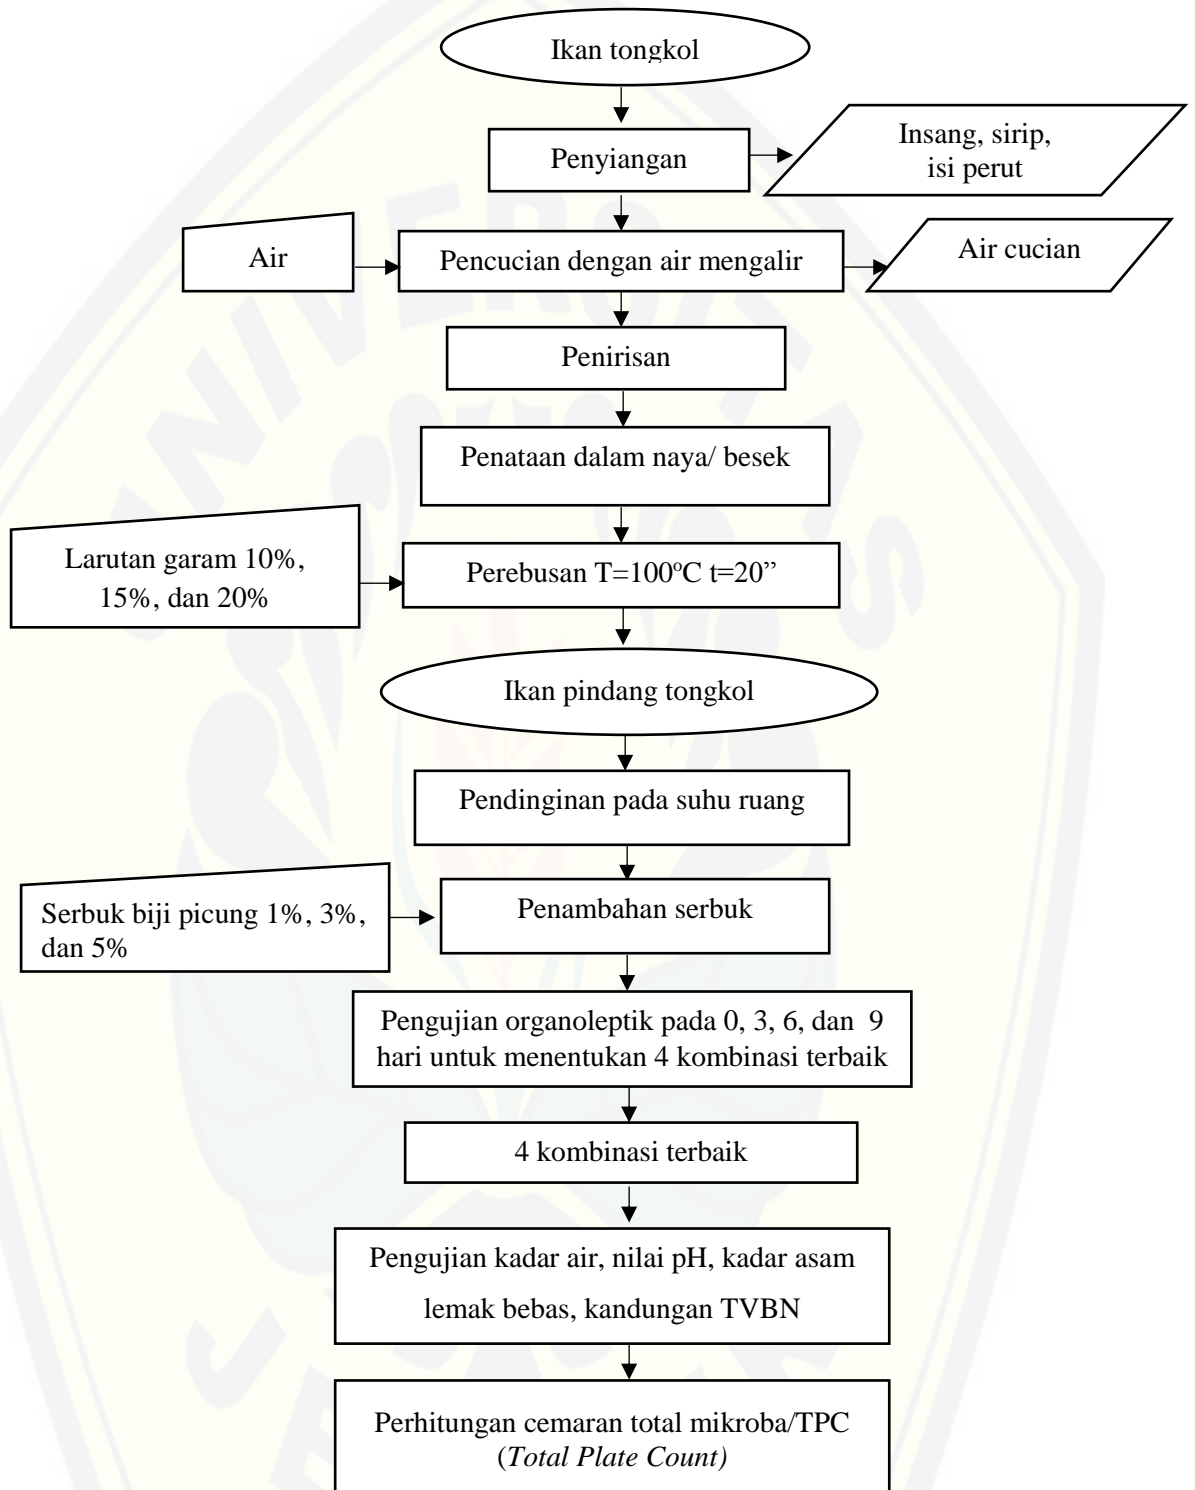 Ikan tongkol
Penyiangan
Insang, sirip,
isi perut
Air
Pencucian dengan air mengalir
Air cucian
Penirisan
Penataan dalam naya/ besek
Larutan garam 10%,
15%, dan 20%
Perebusan T=100ºC t=20”
Ikan pindang tongkol
Pendinginan pada suhu ruang
Serbuk biji picung 1%, 3%,
dan 5%
Penambahan serbuk
Pengujian organoleptik pada 0, 3, 6, dan 9
hari untuk menentukan 4 kombinasi terbaik
4 kombinasi terbaik
Pengujian kadar air, nilai pH, kadar asam
lemak bebas, kandungan TVBN
Perhitungan cemaran total mikroba/TPC
(Total Plate Count)
UNIVERSITAS